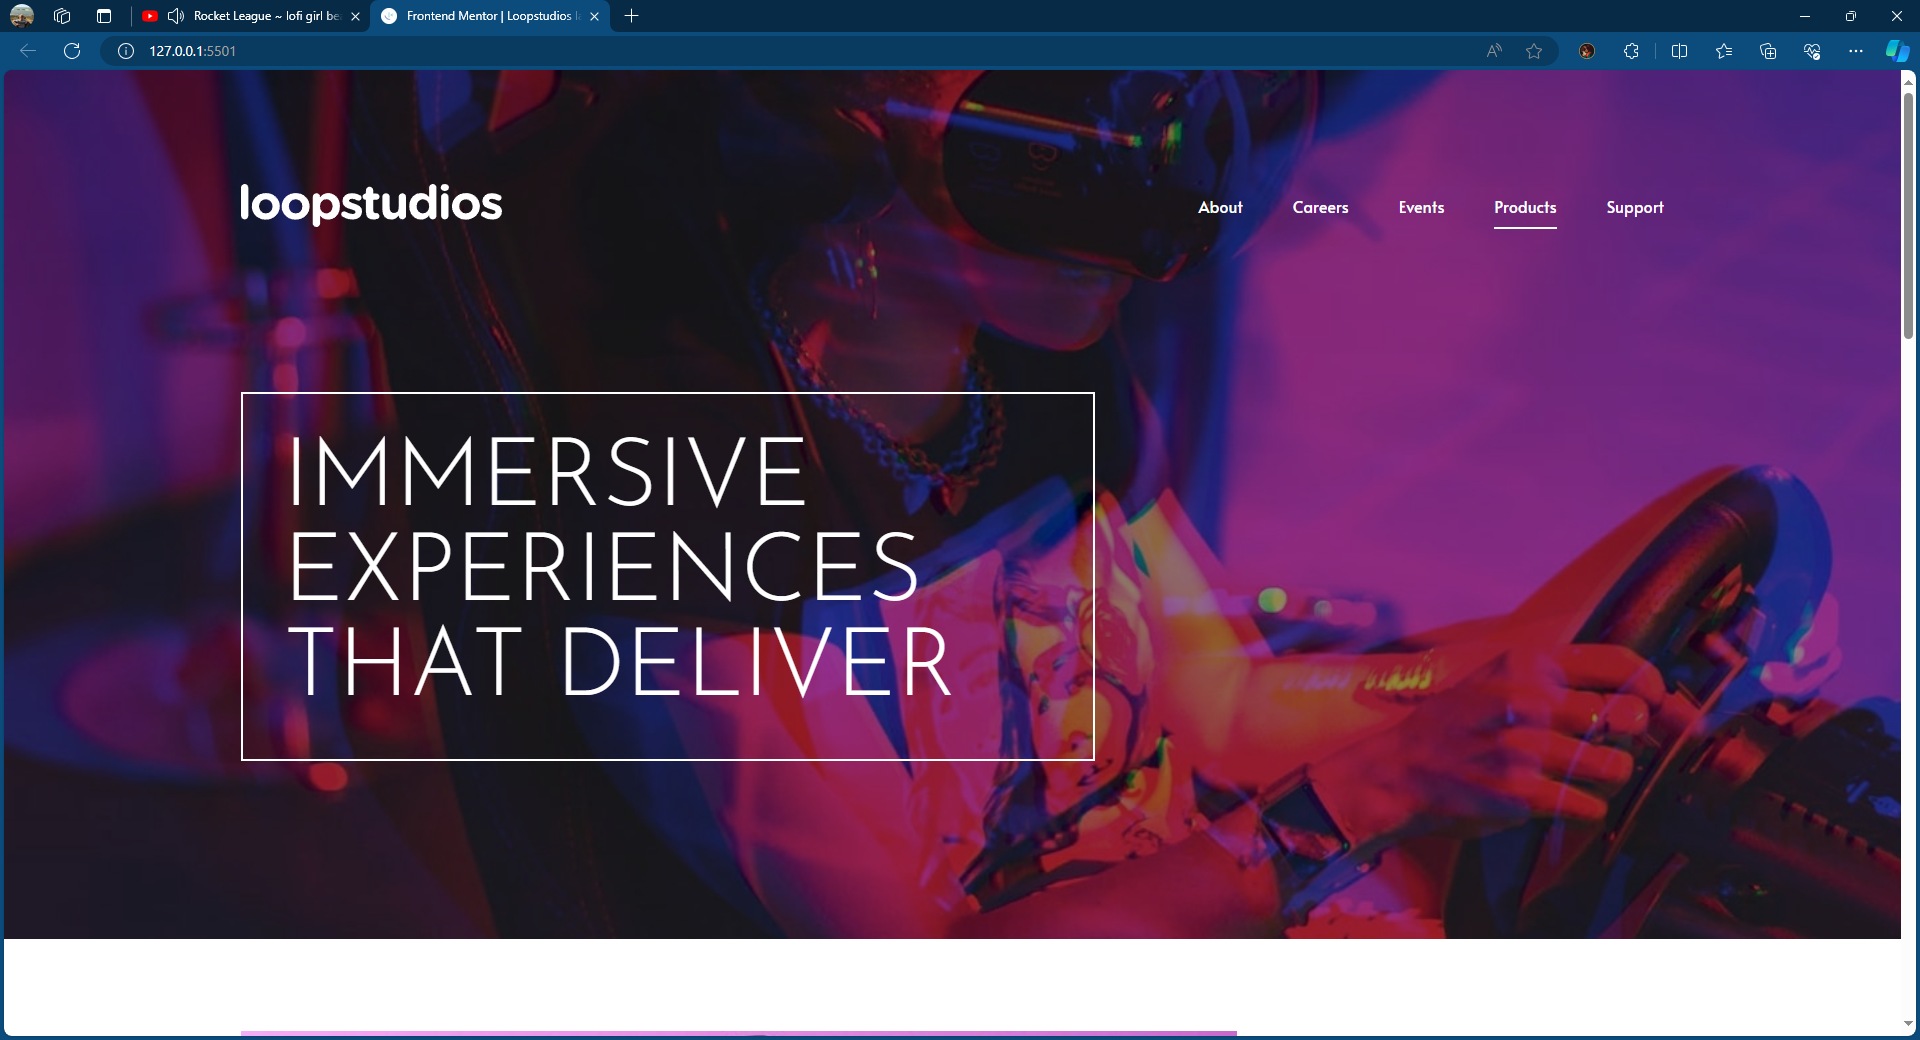 Rocket League ~ lofi girl be
Frontend Mentor | Loopstudios la
127.0.0.1:5501
loopstudios
About
Careers
Events
Products
Support
IMMERSIVE
EXPERIENCES
THAT DELIVER